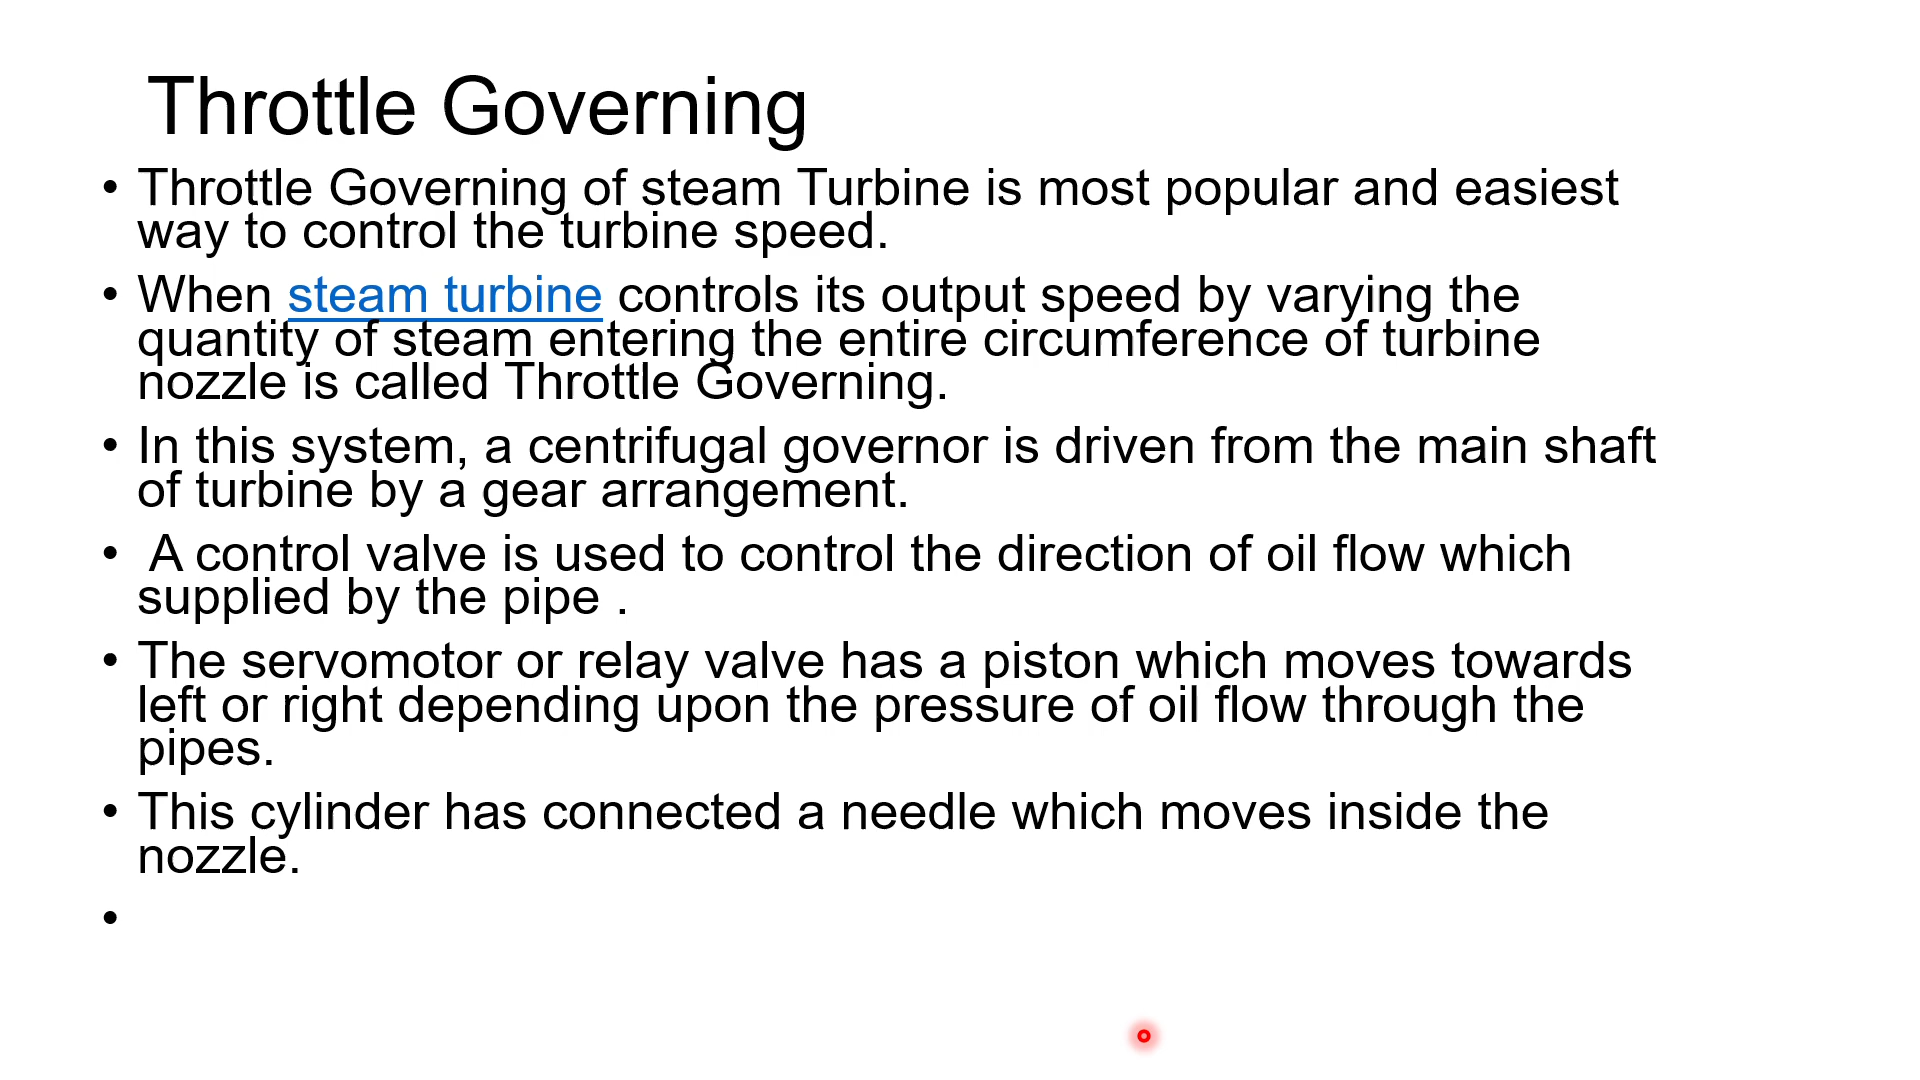 Throttle Governing
• Throttle Governing of steam Turbine is most popular and easiest
way to control the turbine speed.
• When steam turbine controls its output speed by varying the
quantity of steam entering the entire circumference of turbine
nozzle is called Throttle Governing.
• In this system, a centrifugal governor is driven from the main shaft
of turbine by a gear arrangement.
• A control valve is used to control the direction of oil flow which
supplied by the pipe .
• The servomotor or relay valve has a piston which moves towards
left or right depending upon the pressure of oil flow through the
pipes.
• This cylinder has connected a needle which moves inside the
nozzle.
•